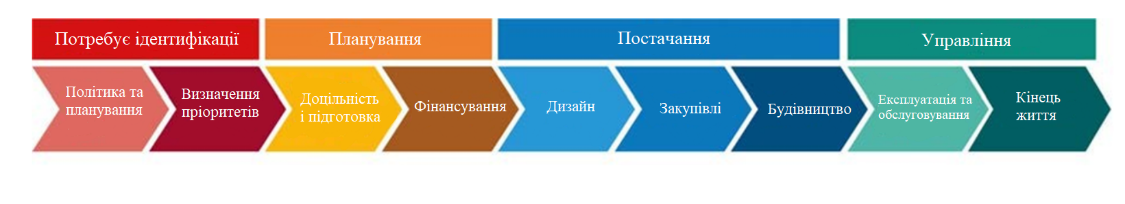 Потребує ідентифікації
Планування
Постачання
Управління
Політика та
планування
Визначення
пріоритетів
Доцільність
і підготовка
Фінансування
Дизайн
Закупівлі
Будівництво
Експлуатація та
обслуговування
Кінець
життя